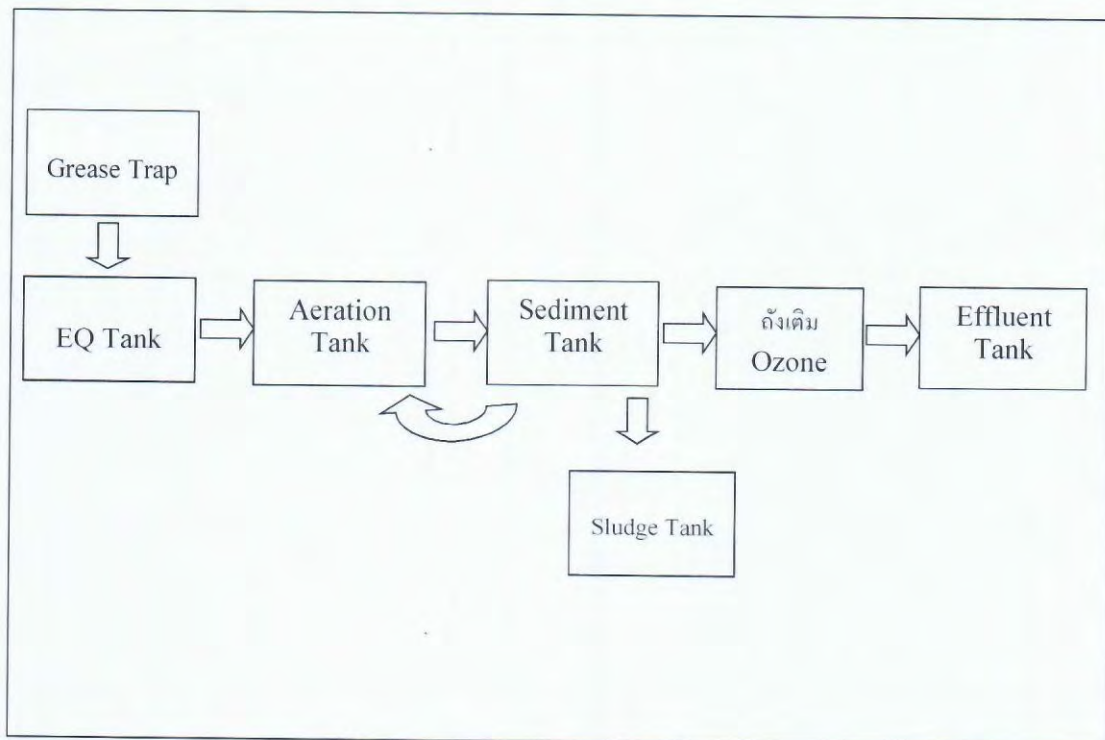 Grease Trap
EQ Tank
Aeration
Tank
Sediment
Tank
ถังเติม
Ozone
Effluent
Tank
Sludge Tank